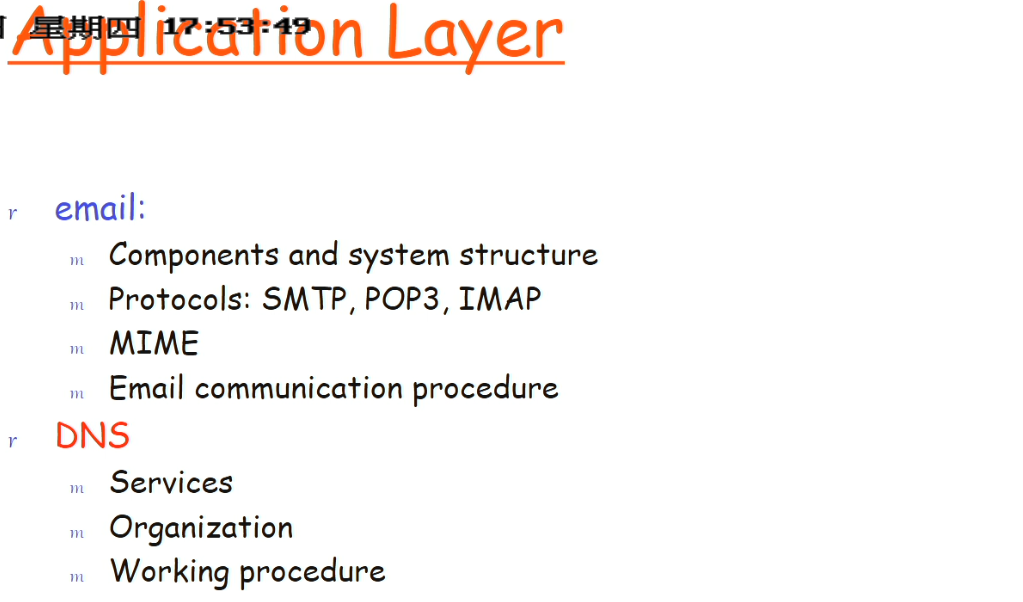 星期四 17:53:49
Application Layer
r email:
m Components and system structure
m Protocols: SMTP, POP3, IMAP
m MIME
m Email communication procedure
r DNS
m Services
m Organization
m Working procedure